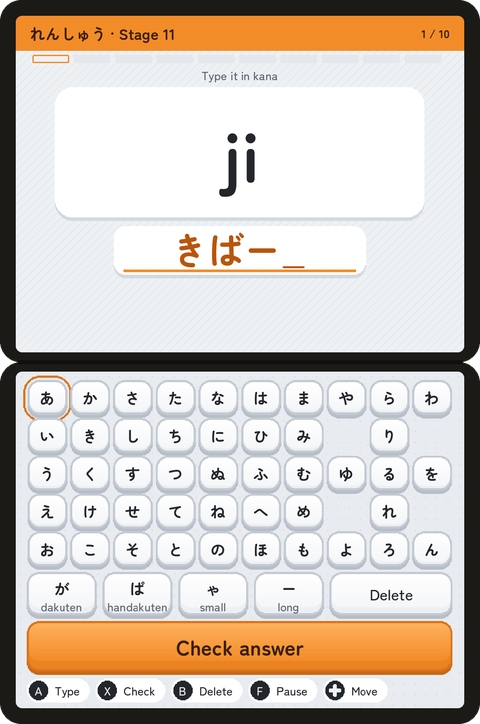 れんしゅう · Stage 11
1 / 10
Type it in kana
ji
きばー_
あ か さ た な は ま や ら わ
い き し ち に ひ み り
う く す つ ぬ ふ む ゆ る を
え け せ て ね へ め れ
お こ そ と の ほ も よ ろ ん
が ぱ ゃ ー Delete
dakuten handakuten small long
Check answer
A Type X Check B Delete F Pause Move